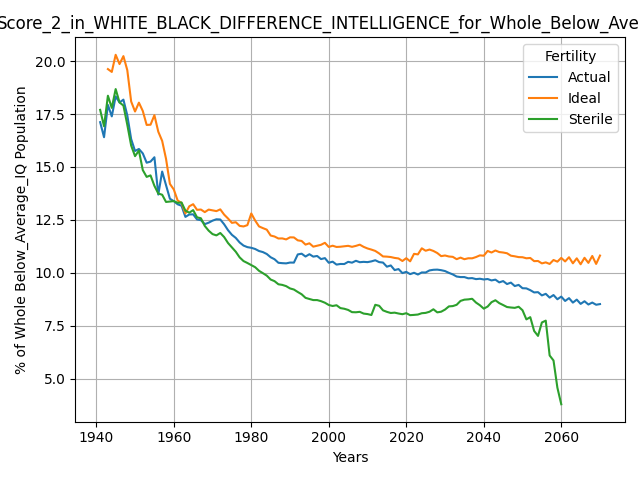 Score_2_in_WHITE_BLACK_DIFFERENCE_INTELLIGENCE_for_Whole_Below_Ave
% of Whole Below_Average_IQ Population
20.0
17.5
15.0
12.5
10.0
7.5
5.0
Fertility
Actual
Ideal
Sterile
1940 1960 1980 2000 2020 2040 2060
Years